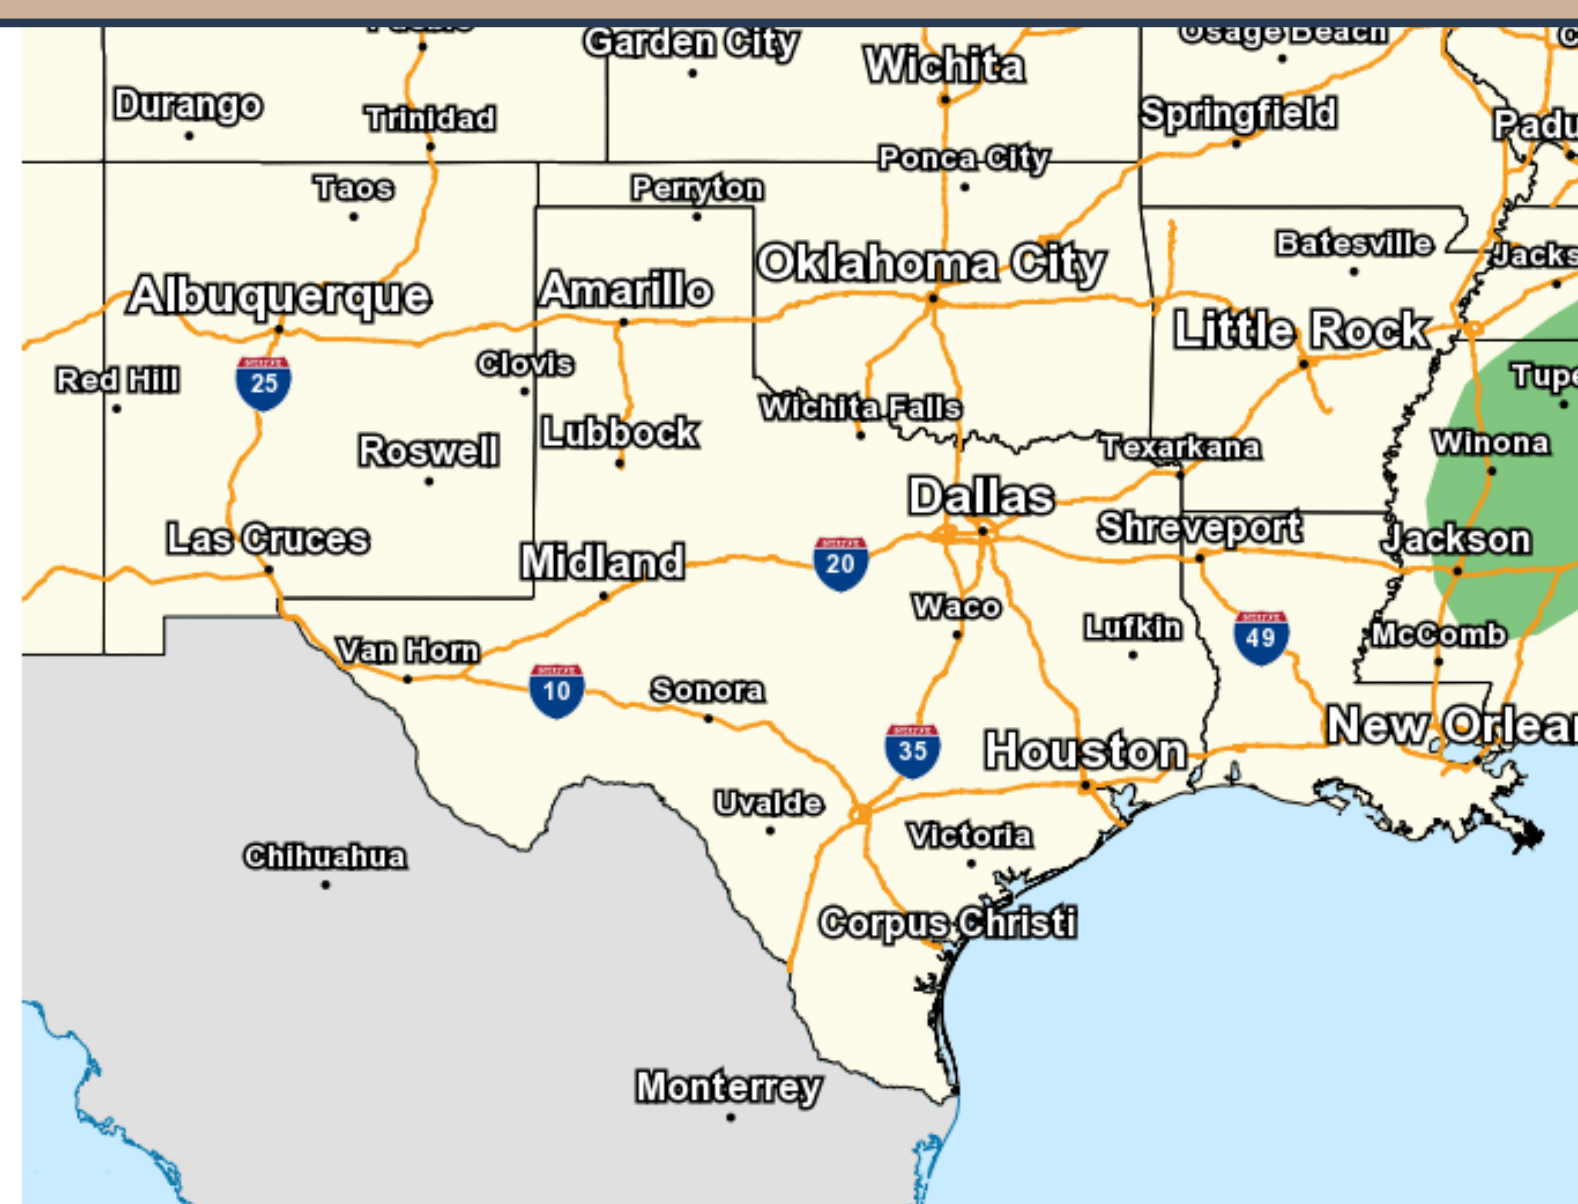 Garden City
Osage Beach
Wichita
Durango
Trinidad
Springfield
Ponca City
Taos
Perryton
Batesville
Oklahoma City
Albuquerque
Amarillo
Little Rock
Clovis
Red Hill
25
Wichita Falls
Lubbock
Winona
Roswell
Texarkana
Dallas
Shreveport
Las Cruces
Jackson
Midland
20
Waco
Lufkin
49
McComb
Van Horn
10
Sonora
New Orlean
35
Houston
Uvalde
Victoria
Chihuahua
Corpus Christi
Monterrey